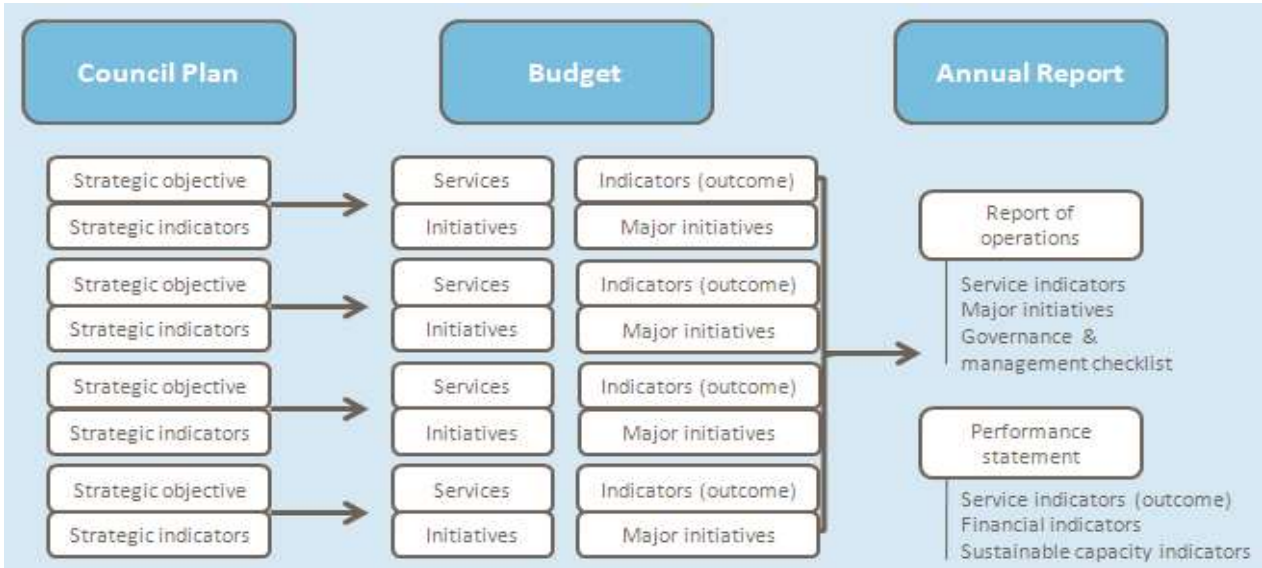 Council Plan
Budget
Annual Report
Strategic objective
Strategic indicators
Services
Initiatives
Indicators (outcome)
Major initiatives
Strategic objective
Strategic indicators
Services
Initiatives
Indicators (outcome)
Major initiatives
Strategic objective
Strategic indicators
Services
Initiatives
Indicators (outcome)
Major initiatives
Strategic objective
Strategic indicators
Services
Initiatives
Indicators (outcome)
Major initiatives
Report of
operations
Service indicators
Major initiatives
Governance &
management checklist
Performance
statement
Service indicators (outcome)
Financial indicators
Sustainable capacity indicators